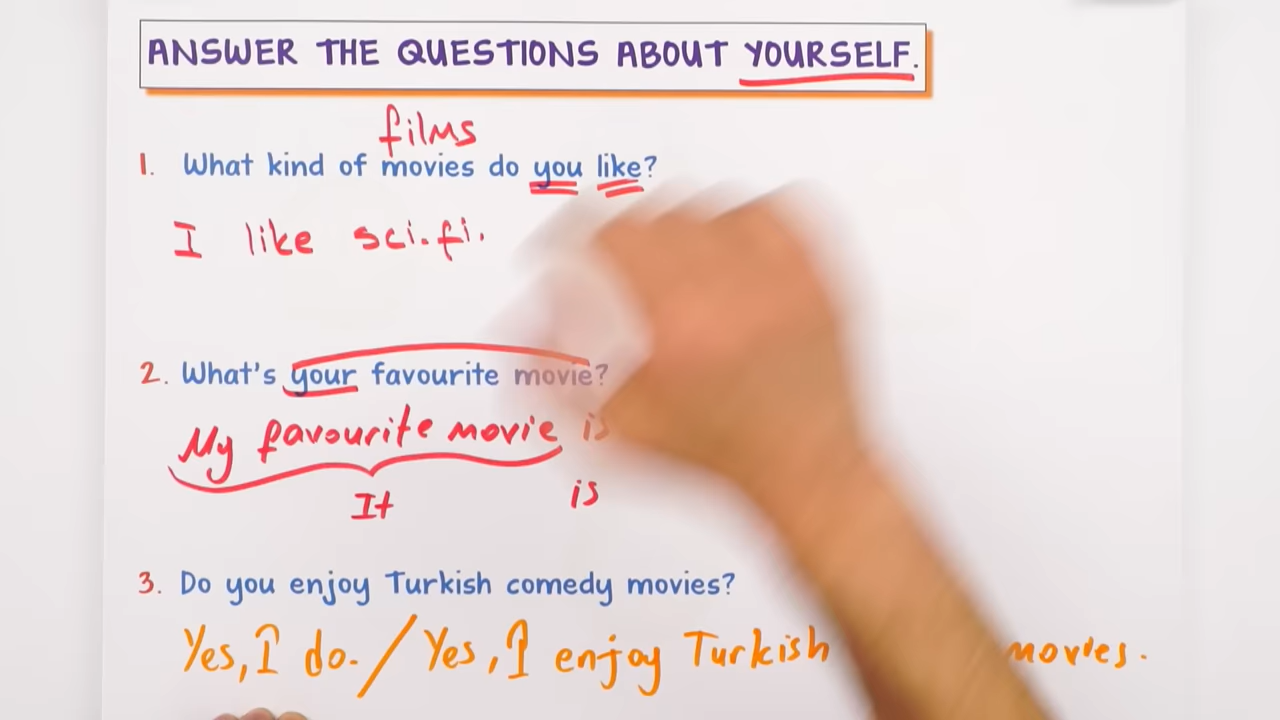 ANSWER THE QUESTIONS ABOUT YOURSELF.
films
1. What kind of movies do you like?
I like sci.fi.
2. What's your favourite movie?
My favourite movie is
It is
3. Do you enjoy Turkish comedy movies?
Yes, I do. / Yes, I enjoy Turkish movies.